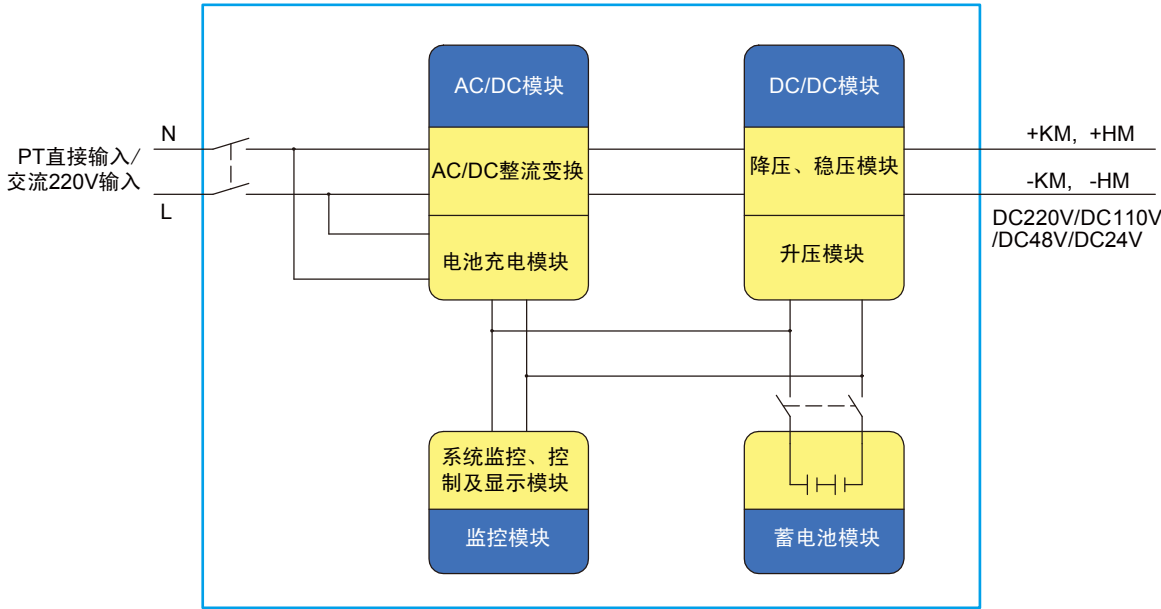 AC/DC模块
DC/DC模块
N
PT直接输入/
交流220V输入
L
AC/DC整流变换
降压、稳压模块
+KM, +HM
-KM, -HM
DC220V/DC110V
/DC48V/DC24V
电池充电模块
升压模块
系统监控、控
制及显示模块
监控模块
蓄电池模块